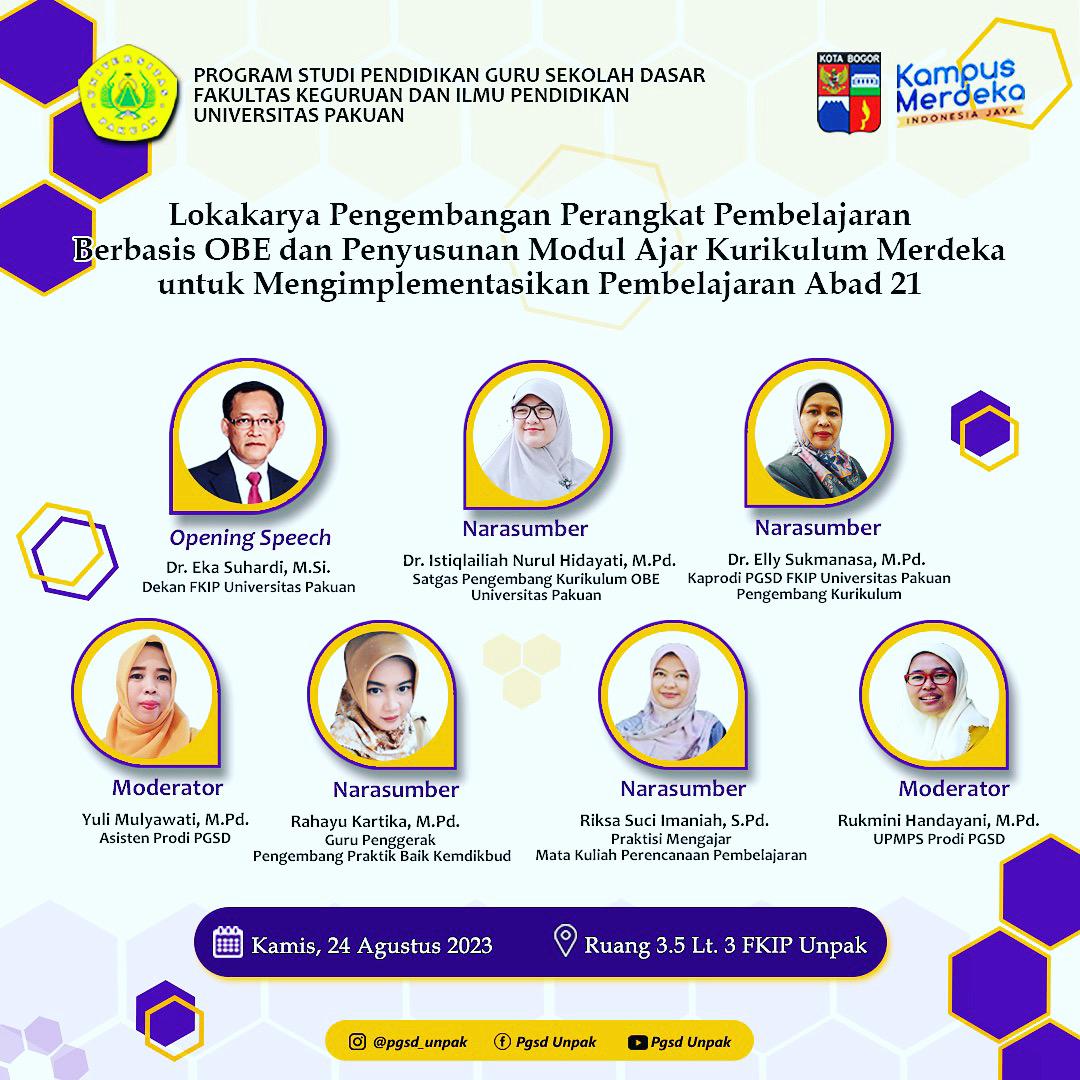 UNIVERSITAS
PAKUAN
PROGRAM STUDI PENDIDIKAN GURU SEKOLAH DASAR
FAKULTAS KEGURUAN DAN ILMU PENDIDIKAN
UNIVERSITAS PAKUAN
KOTA BOGOR
Kampus
Merdeka
INDONESIA JAYA
Lokakarya Pengembangan Perangkat Pembelajaran
Berbasis OBE dan Penyusunan Modul Ajar Kurikulum Merdeka
untuk Mengimplementasikan Pembelajaran Abad 21
Opening Speech
Dr. Eka Suhardi, M.Si.
Dekan FKIP Universitas Pakuan
Narasumber
Dr. Istiqlailiah Nurul Hidayati, M.Pd.
Satgas Pengembang Kurikulum OBE
Universitas Pakuan
Narasumber
Dr. Elly Sukmanasa, M.Pd.
Kaprodi PGSD FKIP Universitas Pakuan
Pengembang Kurikulum
Moderator
Yuli Mulyawati, M.Pd.
Asisten Prodi PGSD
Narasumber
Rahayu Kartika, M.Pd.
Guru Penggerak
Pengembang Praktik Baik Kemdikbud
Narasumber
Riksa Suci Imaniah, S.Pd.
Praktisi Mengajar
Mata Kuliah Perencanaan Pembelajaran
Moderator
Rukmini Handayani, M.Pd.
UPMPS Prodi PGSD
Kamis, 24 Agustus 2023
Ruang 3.5 Lt. 3 FKIP Unpak
@pgsd_unpak
Pgsd Unpak
Pgsd Unpak